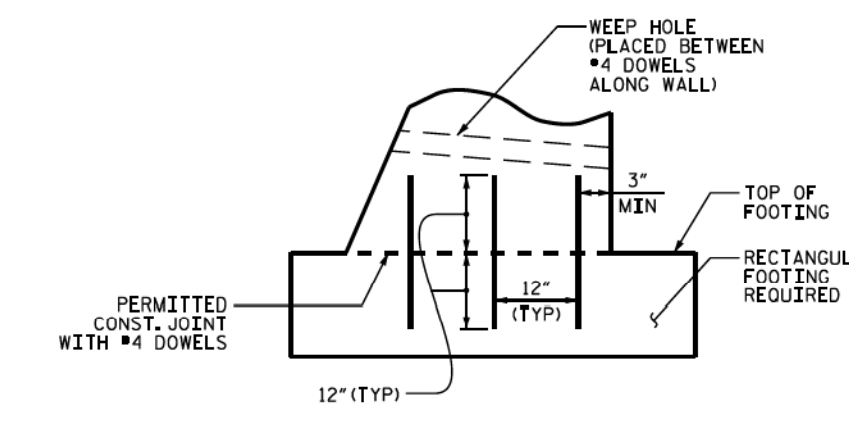 WEEP HOLE
(PLACED BETWEEN
#4 DOWELS
ALONG WALL)
3"
MIN
TOP OF
FOOTING
RECTANGUL
FOOTING
REQUIRED
12"
(TYP)
PERMITTED
CONST. JOINT
WITH #4 DOWELS
12" (TYP)